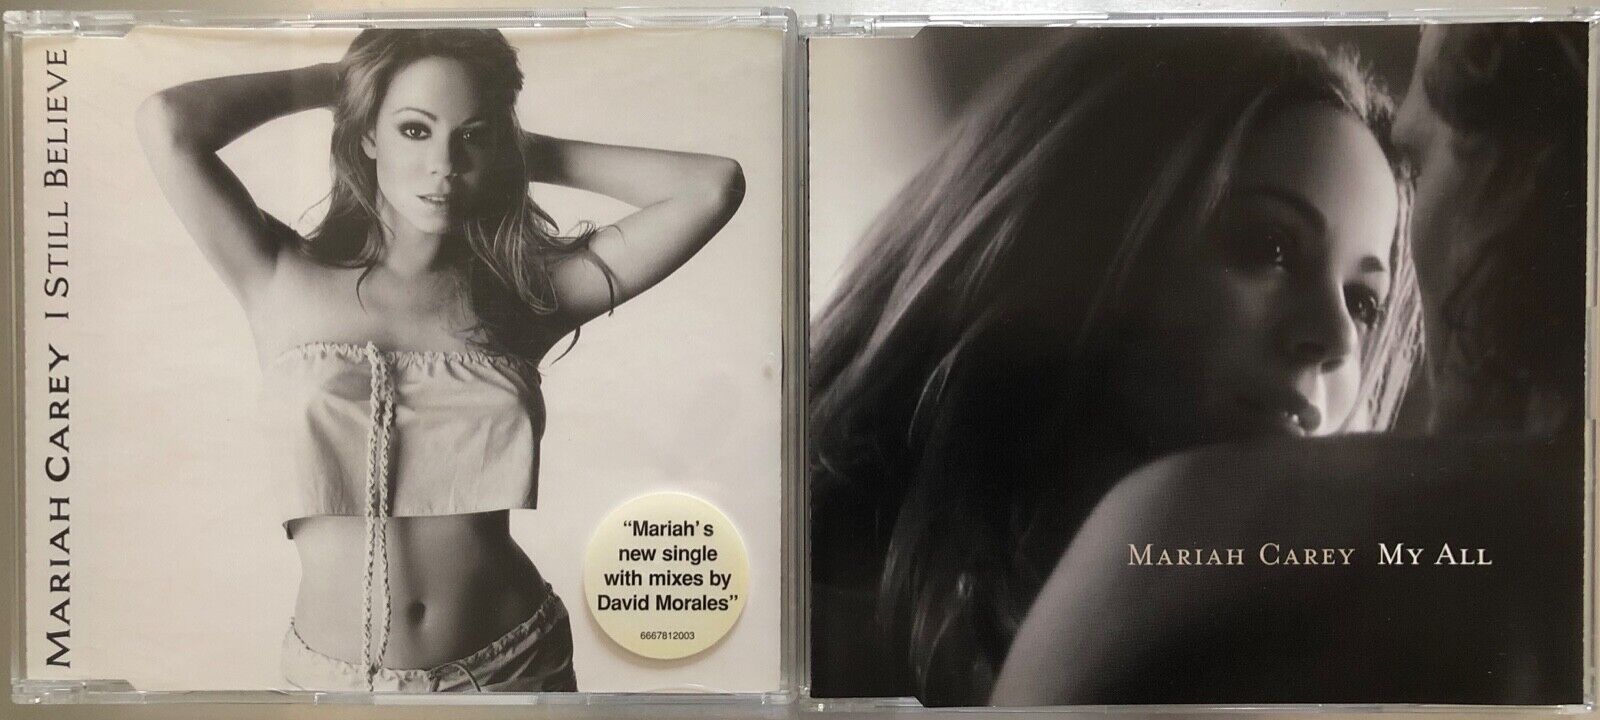 MARIAH CAREY I STILL BELIEVE
“Mariah's
new single
with mixes by
David Morales”
6667812003
MARIAH CAREY MY ALL